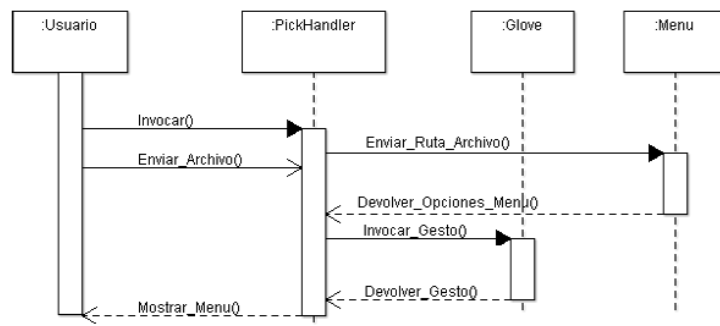 :Usuario
:PickHandler
:Glove
:Menu
Invocar()
Enviar_Ruta_Archivo()
Enviar_Archivo()
Devolver_Opciones_Menu()
Invocar_Gesto()
Devolver_Gesto()
Mostrar_Menu()